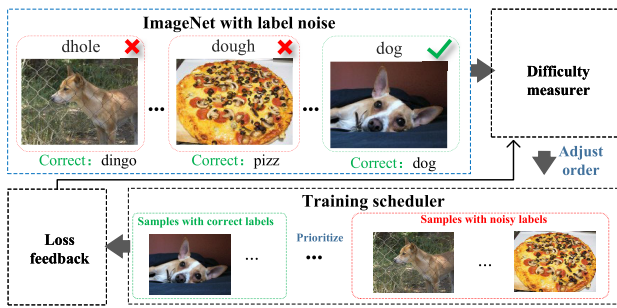 ImageNet with label noise
dhole
dough
dog
...
...
Correct: dingo
Correct: pizz
Correct: dog
Difficulty
measurer
Adjust
order
Training scheduler
Loss
feedback
Samples with correct labels
...
Prioritize
...
Samples with noisy labels
...